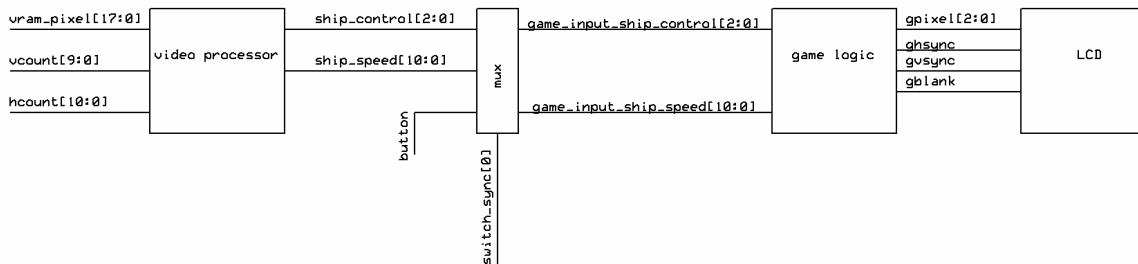 vram_pixel[17:0]
vcount[9:0]
hcount[10:0]
video processor
ship_control[2:0]
ship_speed[10:0]
button
mux
switch_sync[0]
game_input_ship_control[2:0]
game_input_ship_speed[10:0]
game logic
gpixel[2:0]
ghsync
gvsync
gblank
LCD